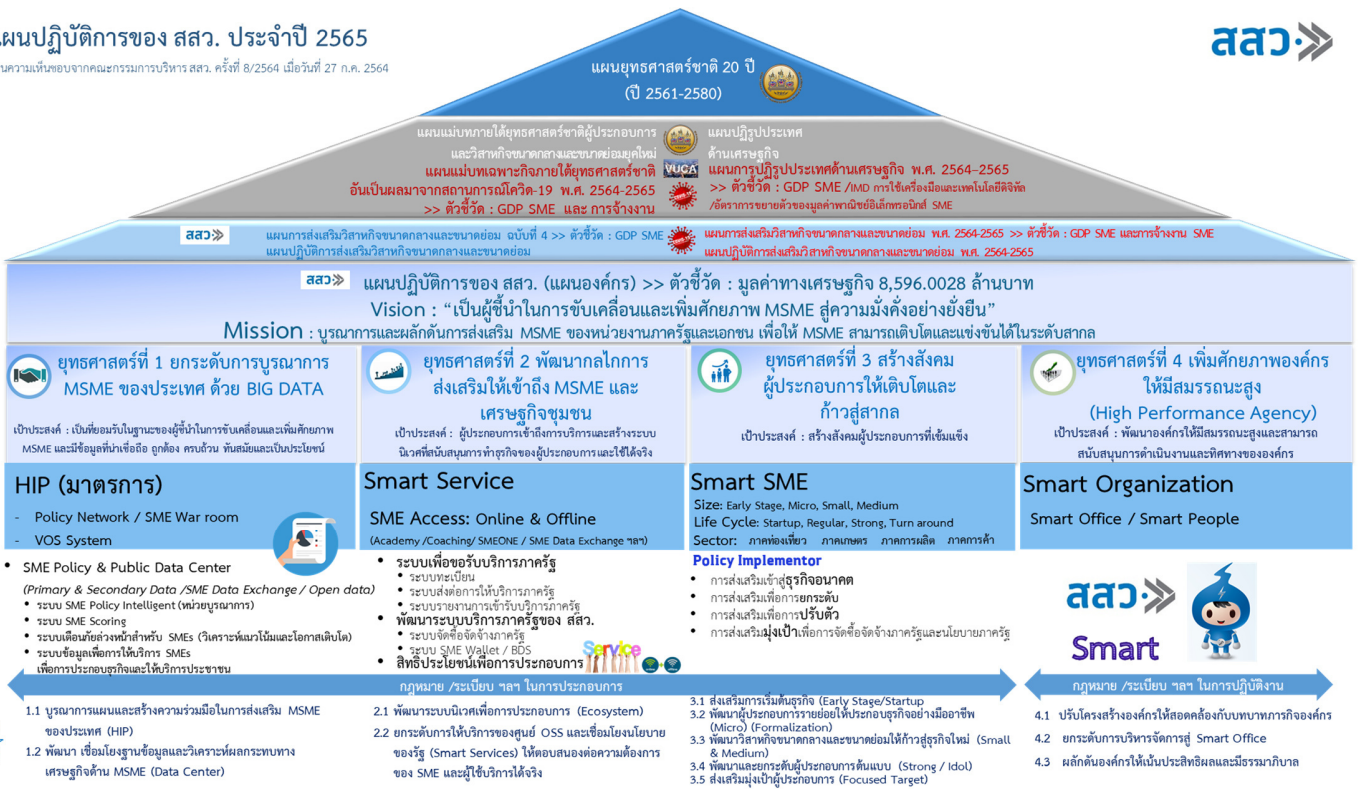 ผนปฏิบัติการของ สสว. ประจำปี 2565
นความเห็นชอบจากคณะกรรมการบริหาร สสว. ครั้งที่ 8/2564 เมื่อวันที่ 27 ก.ค. 2564
สสว
แผนยุทธศาสตร์ชาติ 20 ปี
(ปี 2561-2580)
แผนแม่บทภายใต้ยุทธศาสตร์ชาติผู้ประกอบการ
และวิสาหกิจขนาดกลางและขนาดย่อมยุคใหม่
แผนแม่บทเฉพาะกิจภายใต้ยุทธศาสตร์ชาติ
อันเป็นผลมาจากสถานการณ์โควิด-19 พ.ศ. 2564-2565
>> ตัวชี้วัด : GDP SME และ การจ้างงาน
VUCA
แผนปฏิรูปประเทศ
ด้านเศรษฐกิจ
แผนการปฏิรูปประเทศด้านเศรษฐกิจ พ.ศ. 2564–2565
>> ตัวชี้วัด : GDP SME /IMD การใช้เครื่องมือและเทคโนโลยีดิจิทัล
/อัตราการขยายตัวของมูลค่าพาณิชย์อิเล็กทรอนิกส์ SME
สสว
แผนการส่งเสริมวิสาหกิจขนาดกลางและขนาดย่อม ฉบับที่ 4 >> ตัวชี้วัด : GDP SME
แผนปฏิบัติการส่งเสริมวิสาหกิจขนาดกลางและขนาดย่อม
แผนการส่งเสริมวิสาหกิจขนาดกลางและขนาดย่อม พ.ศ. 2564-2565 >> ตัวชี้วัด : GDP SME และการจ้างงาน SME
แผนปฏิบัติการส่งเสริมวิสาหกิจขนาดกลางและขนาดย่อม พ.ศ. 2564-2565
สสว
แผนปฏิบัติการของ สสว. (แผนองค์กร) >> ตัวชี้วัด : มูลค่าทางเศรษฐกิจ 8,596.0028 ล้านบาท
Vision : “เป็นผู้ชี้นำในการขับเคลื่อนและเพิ่มศักยภาพ MSME สู่ความมั่งคั่งอย่างยั่งยืน”
Mission : บูรณาการและผลักดันการส่งเสริม MSME ของหน่วยงานภาครัฐและเอกชน เพื่อให้ MSME สามารถเติบโตและแข่งขันได้ในระดับสากล
ยุทธศาสตร์ที่ 1 ยกระดับการบูรณาการ
MSME ของประเทศ ด้วย BIG DATA
เป้าประสงค์ : เป็นที่ยอมรับในฐานะของผู้ชี้นำในการขับเคลื่อนและเพิ่มศักยภาพ
MSME และมีข้อมูลที่น่าเชื่อถือ ถูกต้อง ครบถ้วน ทันสมัยและเป็นประโยชน์
HIP (มาตรการ)
- Policy Network / SME War room
- VOS System
• SME Policy & Public Data Center
(Primary & Secondary Data /SME Data Exchange / Open data)
• ระบบ SME Policy Intelligent (หน่วยบูรณาการ)
• ระบบ SME Scoring
• ระบบเตือนภัยล่วงหน้าสำหรับ SMEs (วิเคราะห์แนวโน้มและโอกาสเติบโต)
• ระบบข้อมูลเพื่อการให้บริการ SMEs
เพื่อการประกอบธุรกิจและให้บริการประชาชน
ยุทธศาสตร์ที่ 2 พัฒนากลไกการ
ส่งเสริมให้เข้าถึง MSME และ
เศรษฐกิจชุมชน
เป้าประสงค์ : ผู้ประกอบการเข้าถึงการบริการและสร้างระบบ
นิเวศที่สนับสนุนการทำธุรกิจของผู้ประกอบการและใช้ได้จริง
Smart Service
SME Access: Online & Offline
(Academy /Coaching/ SMEONE / SME Data Exchange ฯลฯ)
• ระบบเพื่อขอรับบริการภาครัฐ
• ระบบทะเบียน
• ระบบส่งต่อการให้บริการภาครัฐ
• ระบบรายงานการเข้ารับบริการภาครัฐ
• พัฒนาระบบบริการภาครัฐของ สสว.
• ระบบจัดซื้อจัดจ้างภาครัฐ
• ระบบ SME Wallet / BDS
• สิทธิประโยชน์เพื่อการประกอบการ
Service
ยุทธศาสตร์ที่ 3 สร้างสังคม
ผู้ประกอบการให้เติบโตและ
ก้าวสู่สากล
เป้าประสงค์ : สร้างสังคมผู้ประกอบการที่เข้มแข็ง
Smart SME
Size: Early Stage, Micro, Small, Medium
Life Cycle: Startup, Regular, Strong, Turn around
Sector: ภาคท่องเที่ยว ภาคเกษตร ภาคการผลิต ภาคการค้า
Policy Implementor
• การส่งเสริมเข้าสู่ธุรกิจอนาคต
• การส่งเสริมเพื่อการยกระดับ
• การส่งเสริมเพื่อการปรับตัว
• การส่งเสริมมุ่งเป้าเพื่อการจัดซื้อจัดจ้างภาครัฐและนโยบายภาครัฐ
ยุทธศาสตร์ที่ 4 เพิ่มศักยภาพองค์กร
ให้มีสมรรถนะสูง
(High Performance Agency)
เป้าประสงค์ : พัฒนาองค์กรให้มีสมรรถนะสูงและสามารถ
สนับสนุนการดำเนินงานและทิศทางขององค์กร
Smart Organization
Smart Office / Smart People
สสว
Smart
กฎหมาย /ระเบียบ ฯลฯ ในการประกอบการ
กฎหมาย /ระเบียบ ฯลฯ ในการปฏิบัติงาน
1.1 บูรณาการแผนและสร้างความร่วมมือในการส่งเสริม MSME
ของประเทศ (HIP)
1.2 พัฒนา เชื่อมโยงฐานข้อมูลและวิเคราะห์ผลกระทบทาง
เศรษฐกิจด้าน MSME (Data Center)
2.1 พัฒนาระบบนิเวศเพื่อการประกอบการ (Ecosystem)
2.2 ยกระดับการให้บริการของศูนย์ OSS และเชื่อมโยงนโยบาย
ของรัฐ (Smart Services) ให้ตอบสนองต่อความต้องการ
ของ SME และผู้ใช้บริการได้จริง
3.1 ส่งเสริมการเริ่มต้นธุรกิจ (Early Stage/Startup
3.2 พัฒนาผู้ประกอบการรายย่อยให้ประกอบธุรกิจอย่างมืออาชีพ
(Micro) (Formalization)
3.3 พัฒนาวิสาหกิจขนาดกลางและขนาดย่อมให้ก้าวสู่ธุรกิจใหม่ (Small
& Medium)
3.4 พัฒนาและยกระดับผู้ประกอบการต้นแบบ (Strong / Idol)
3.5 ส่งเสริมมุ่งเป้าผู้ประกอบการ (Focused Target)
4.1 ปรับโครงสร้างองค์กรให้สอดคล้องกับบทบาทภารกิจองค์กร
4.2 ยกระดับการบริหารจัดการสู่ Smart Office
4.3 ผลักดันองค์กรให้เน้นประสิทธิผลและมีธรรมาภิบาล